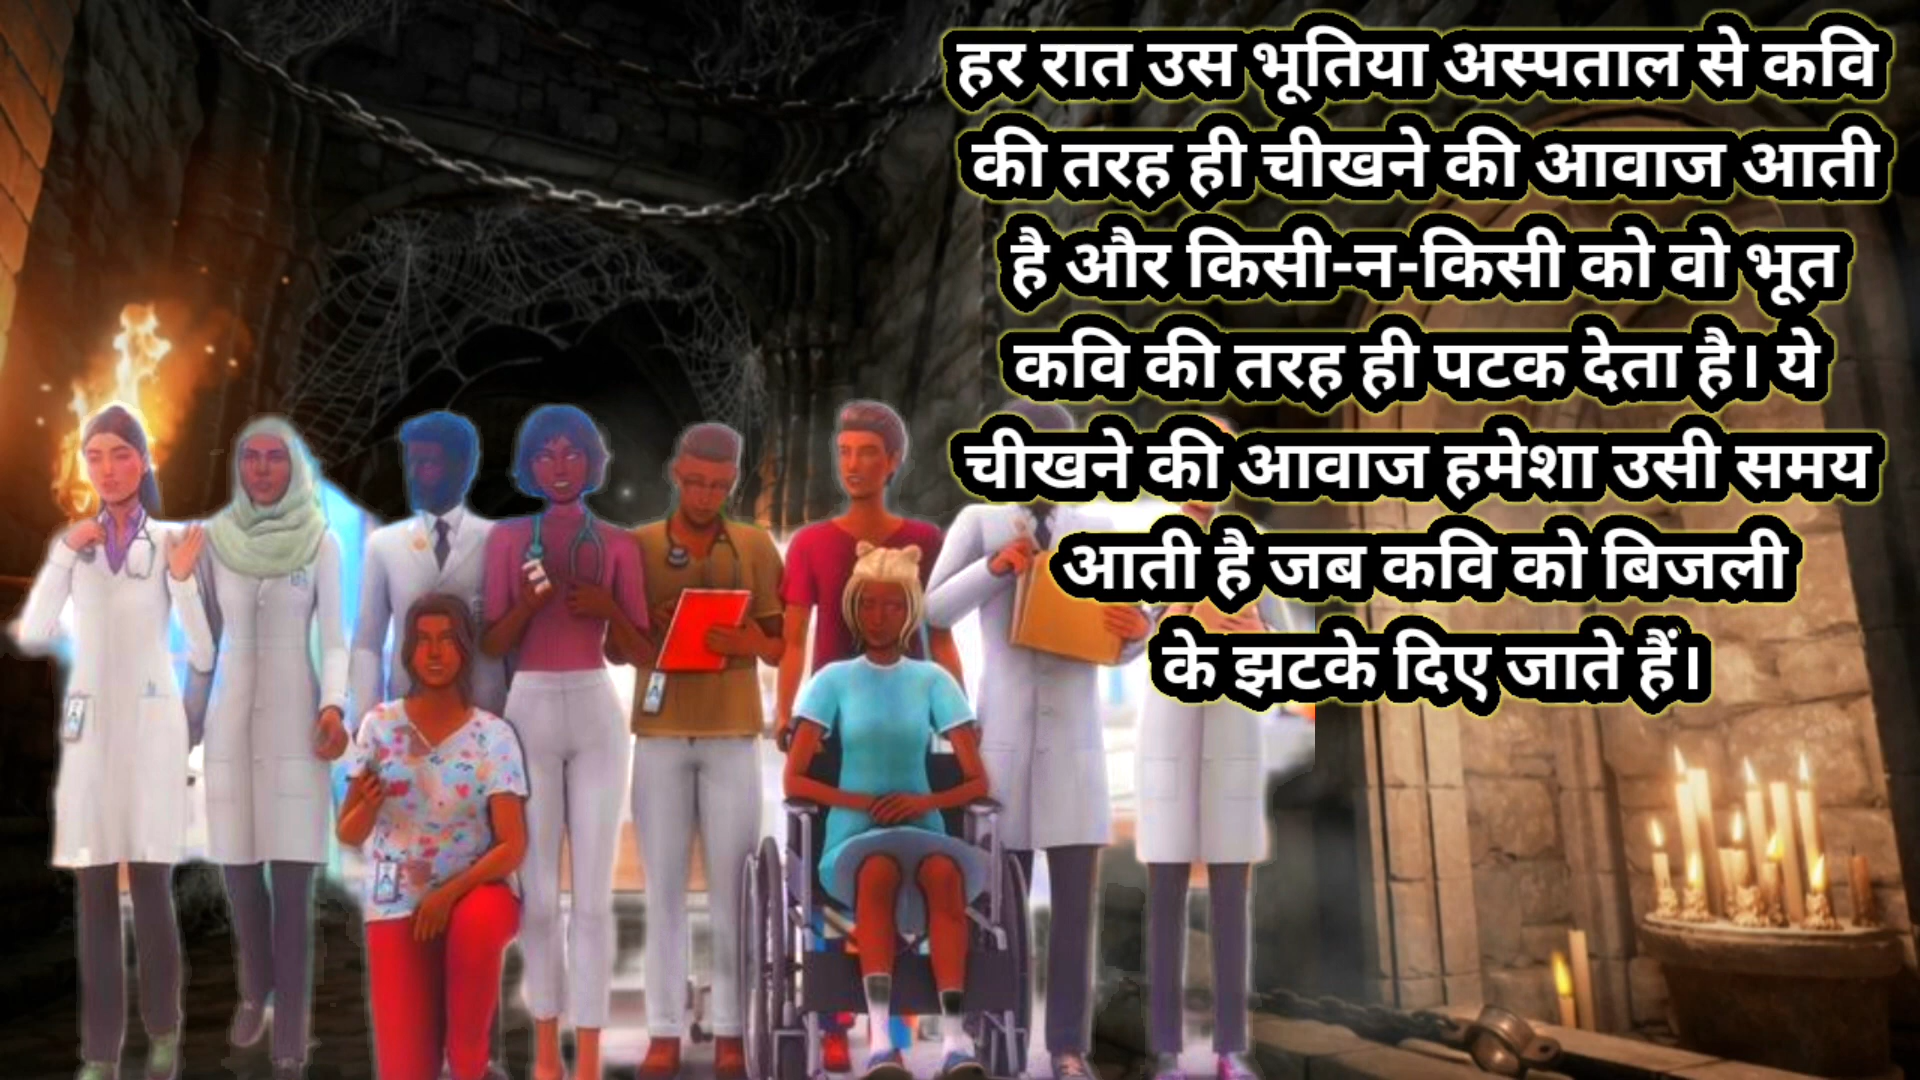 हर रात उस भूतिया अस्पताल से कवि
की तरह ही चीखने की आवाज आती
है और किसी-न-किसी को वो भूत
कवि की तरह ही पटक देता है। ये
चीखने की आवाज हमेशा उसी समय
आती है जब कवि को बिजली
के झटके दिए जाते हैं।